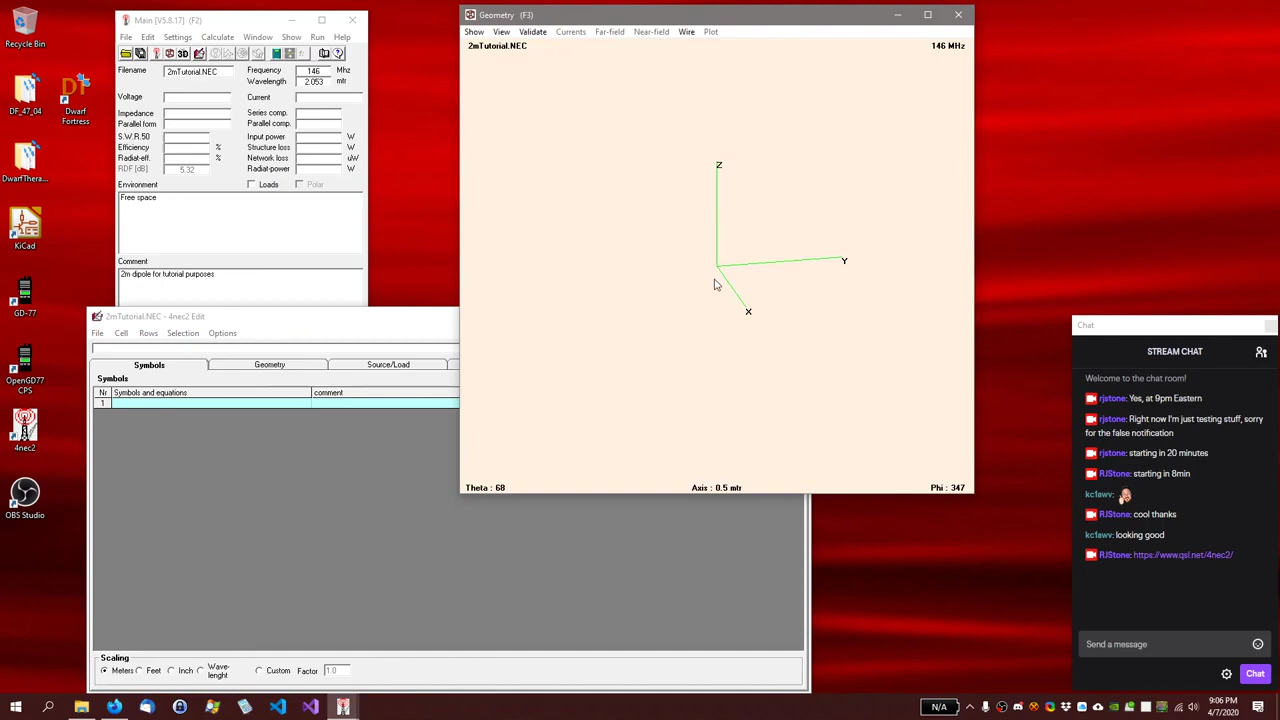 Recycle Bin
DF_47_04
Dwarf
Fortress
DwarfThera...
KiCad
GD-77
OpenGD77
CPS
4nec2
OBS Studio
Main [V5.8.17] (F2)
File Edit Settings Calculate Window Show Run Help
3D
Filename 2mTutorial.NEC Frequency 146 Mhz
Wavelength 2.053 mtr
Voltage Current
Impedance Series comp.
Parallel form Parallel comp.
S.W.R.50 Input power W
Efficiency % Structure loss W
Radiat-eff. % Network loss uW
RDF [dB] 5.32 Radiat-power W
Environment Loads Polar
Free space
Comment
2m dipole for tutorial purposes
2mTutorial.NEC - 4nec2 Edit
File Cell Rows Selection Options
Symbols Geometry Source/Load
Symbols
Nr Symbols and equations comment
1
Scaling
Meters Feet Inch Wave-
lenght Custom Factor 1.0
Geometry (F3)
Show View Validate Currents Far-field Near-field Wire Plot
2mTutorial.NEC 146 MHz
Z
Y
X
Theta : 68 Axis : 0.5 mtr Phi : 347
Chat
STREAM CHAT
Welcome to the chat room!
rjstone: Yes, at 9pm Eastern
rjstone: Right now I'm just testing stuff, sorry
for the false notification
rjstone: starting in 20 minutes
RJStone: starting in 8min
kcfawv:
RJStone: cool thanks
kcfawv: looking good
RJStone: https://www.qsl.net/4nec2/
Send a message
Chat
N/A
9:06 PM
4/7/2020